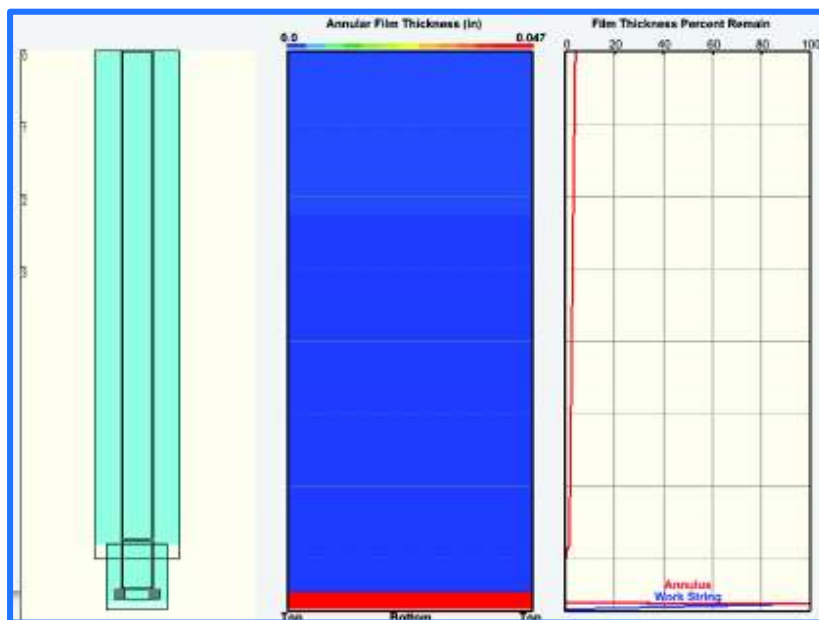 Annular Film Thickness (in)
0.0 0.047
Film Thickness Percent Remain
0 20 40 60 80 100
Annulus
Work String
Top Bottom Top